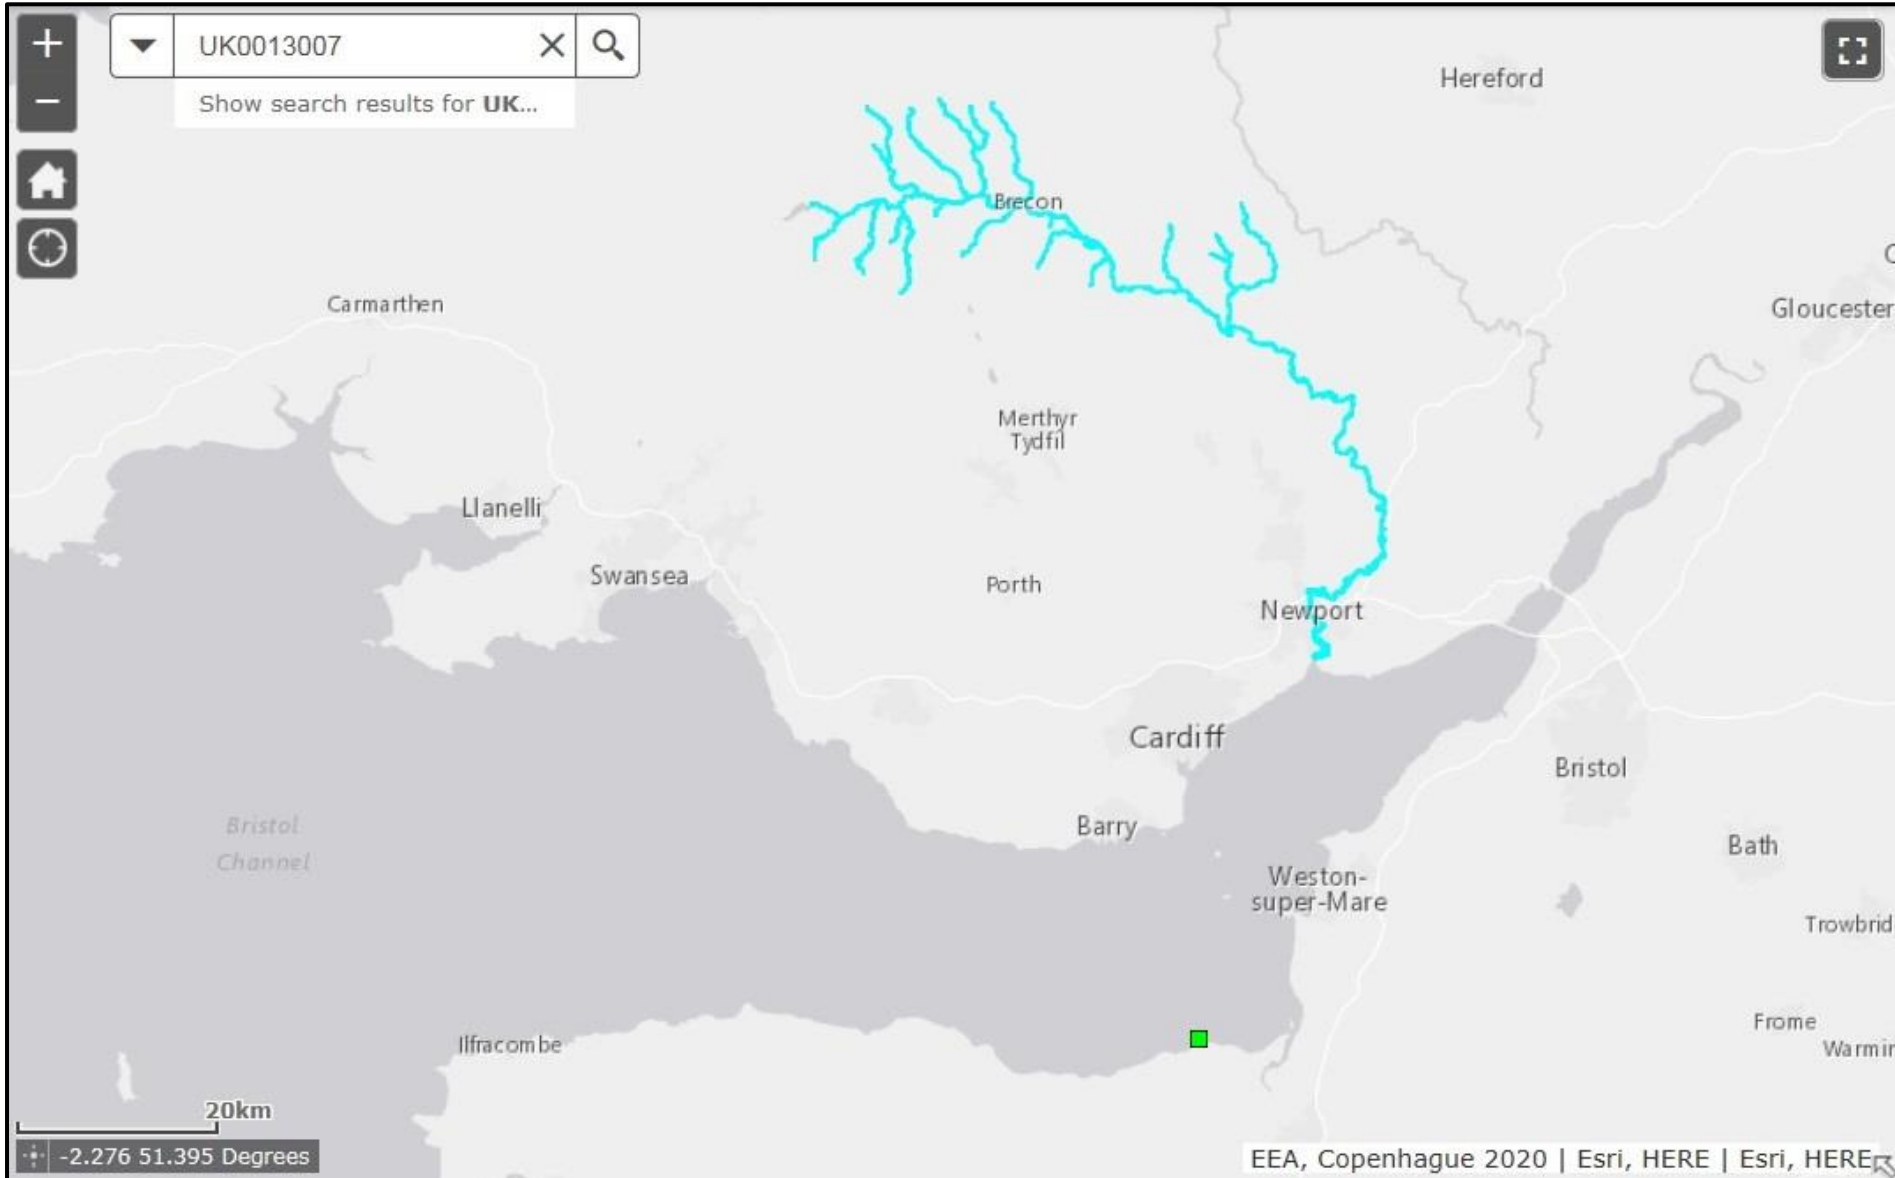 +
UK0013007
Show search results for UK...
−
Hereford
Brecon
Carmarthen
Gloucester
Merthyr
Tydfil
Llanelli
Swansea
Porth
Newport
Cardiff
Bristol
Bristol
Channel
Barry
Bath
Weston-
super-Mare
Trowbrid
Frome
Ilfracombe
Warmin
20km
-2.276 51.395 Degrees
EEA, Copenhague 2020 | Esri, HERE | Esri, HERE